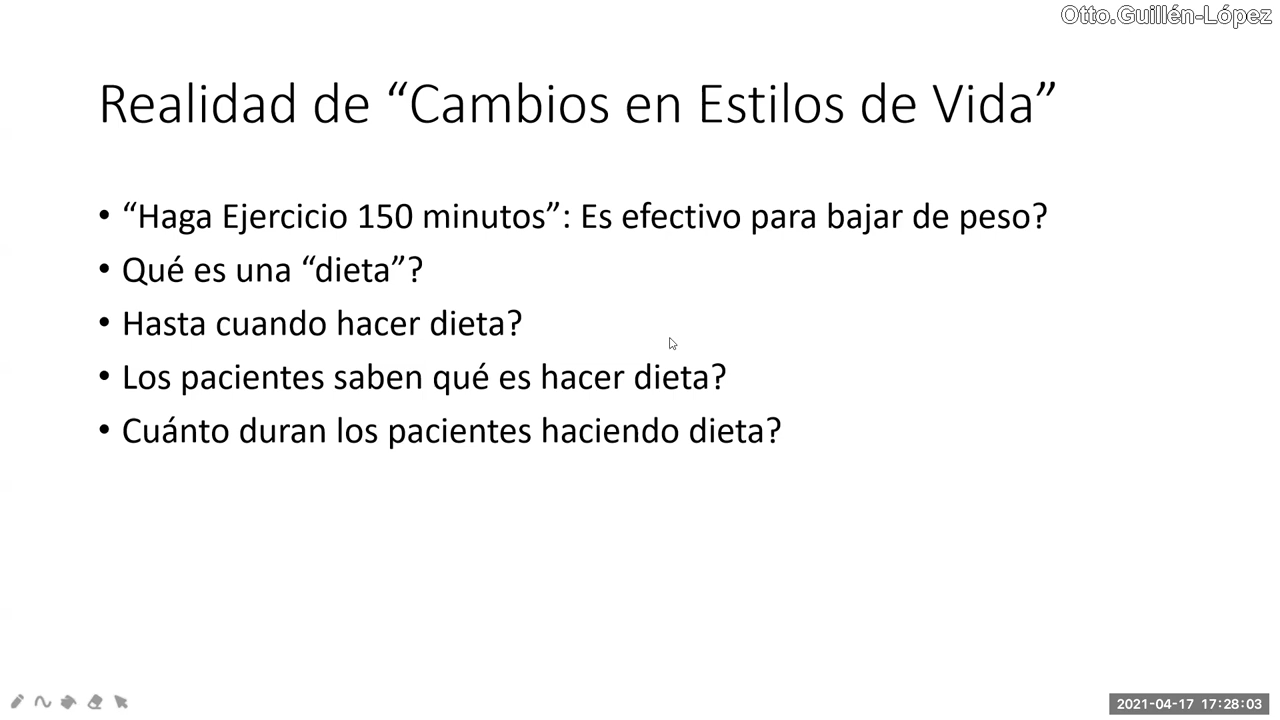 Otto.Guillén-López
Realidad de “Cambios en Estilos de Vida”
• “Haga Ejercicio 150 minutos”: Es efectivo para bajar de peso?
• Qué es una “dieta”?
• Hasta cuando hacer dieta?
• Los pacientes saben qué es hacer dieta?
• Cuánto duran los pacientes haciendo dieta?
2021-04-17 17:28:03